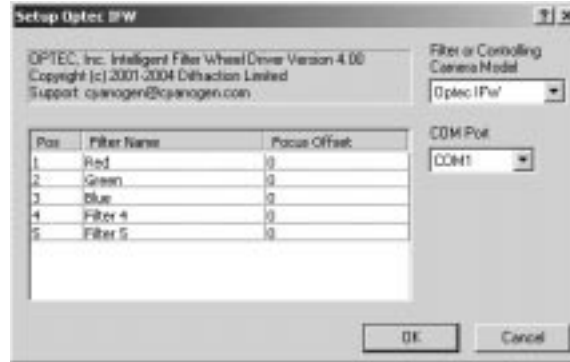 Setup Optec IFW
OPTEC, Inc. Intelligent Filter Wheel Driver Version 4.00
Copyright (c) 2001-2004 Diffraction Limited
Support: cyanogen@cyanogen.com
Filter or Controlling
Camera Model
Optec IFW
COM Port
COM1
Pos Filter Name Focus Offset
1 Red 0
2 Green 0
3 Blue 0
4 Filter 4 0
5 Filter 5 0
OK Cancel